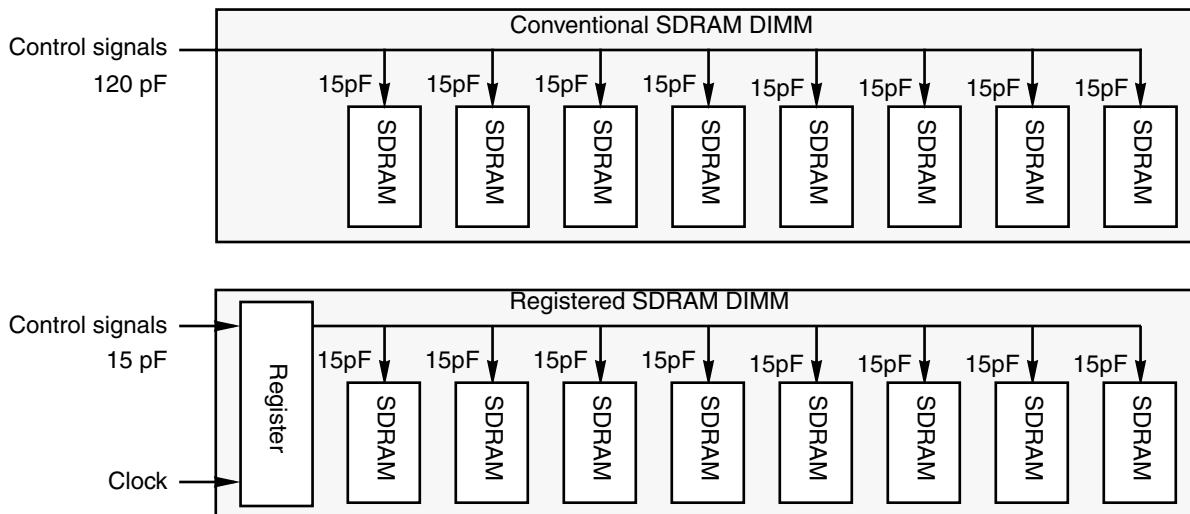 Conventional SDRAM DIMM
Control signals
120 pF
15pF 15pF 15pF 15pF 15pF 15pF 15pF 15pF
SDRAM SDRAM SDRAM SDRAM SDRAM SDRAM SDRAM SDRAM
Registered SDRAM DIMM
Control signals
15 pF
15pF 15pF 15pF 15pF 15pF 15pF 15pF 15pF
Register
SDRAM SDRAM SDRAM SDRAM SDRAM SDRAM SDRAM SDRAM
Clock